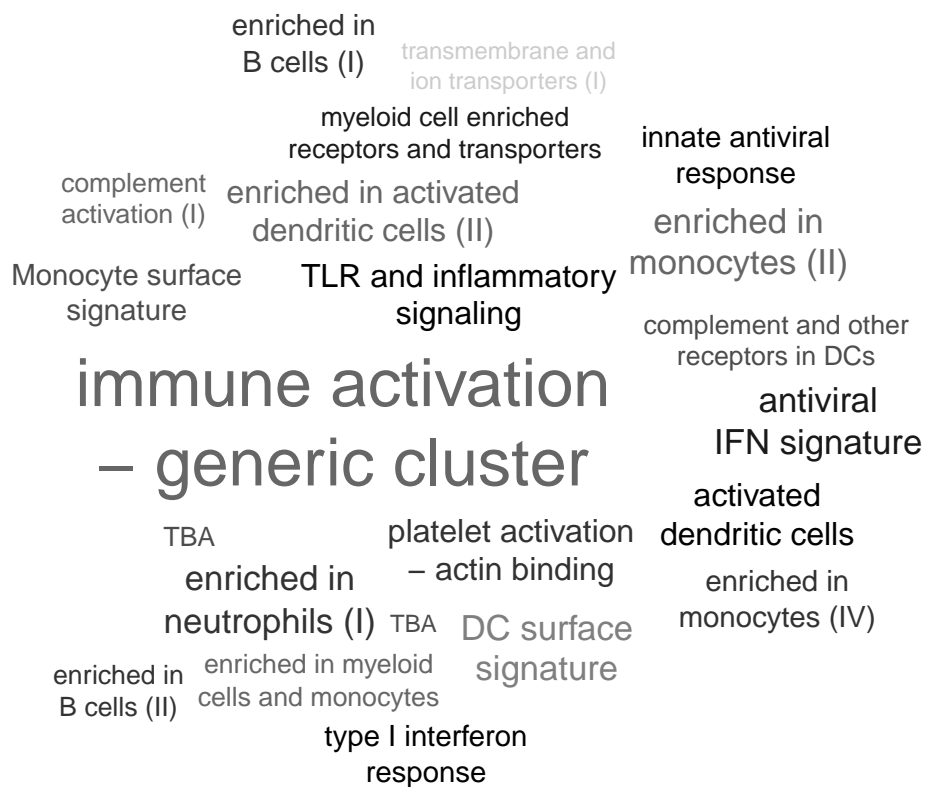 enriched in
B cells (I)
transmembrane and
ion transporters (I)
myeloid cell enriched
receptors and transporters
innate antiviral
response
complement
activation (I)
enriched in activated
dendritic cells (II)
enriched in
monocytes (II)
Monocyte surface
signature
TLR and inflammatory
signaling
complement and other
receptors in DCs
immune activation
– generic cluster
antiviral
IFN signature
activated
dendritic cells
TBA
platelet activation
– actin binding
enriched in
neutrophils (I)
enriched in
monocytes (IV)
TBA
DC surface
signature
enriched in
B cells (II)
enriched in myeloid
cells and monocytes
type I interferon
response